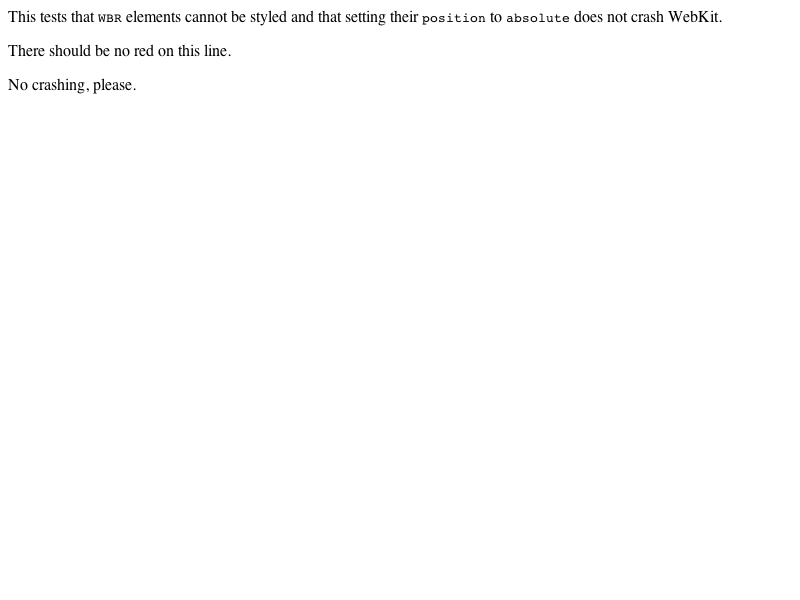 This tests that WBR elements cannot be styled and that setting their position to absolute does not crash WebKit.
There should be no red on this line.
No crashing, please.